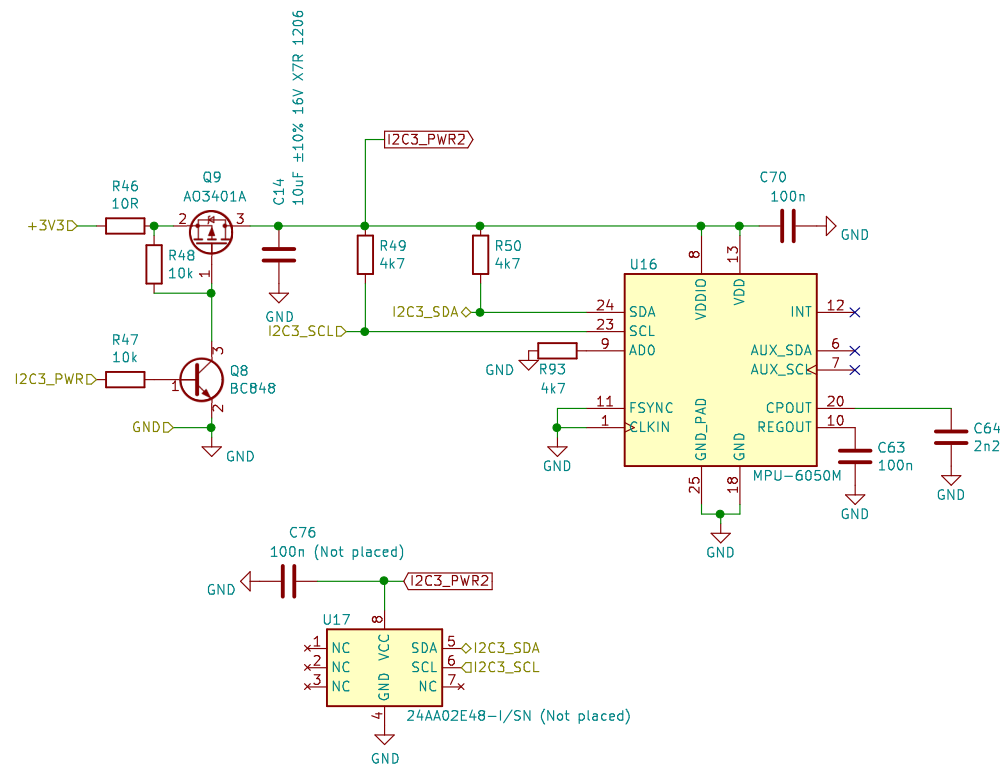 10uF ±10% 16V X7R 1206
C14
I2C3_PWR2
Q9
AO3401A
R46
10R
+3V3
2
3
1
R48
10k
GND
R49
4k7
R50
4k7
C70
100n
GND
8
13
U16
VDDIO
VDD
I2C3_SDA
24
SDA
INT
12
I2C3_SCL
23
SCL
9
AD0
AUX_SDA
6
AUX_SCL
7
GND
R93
4k7
R47
10k
I2C3_PWR
1
3
2
Q8
BC848
GND
GND
11
FSYNC
CPOUT
20
1
CLKIN
REGOUT
10
GND_PAD
GND
GND
C64
2n2
GND
C63
100n
GND
MPU-6050M
25
18
GND
C76
100n (Not placed)
GND
I2C3_PWR2
U17
8
VCC
1
NC
SDA
5
I2C3_SDA
2
NC
SCL
6
I2C3_SCL
3
NC
NC
7
GND
4
24AA02E48-I/SN (Not placed)
GND